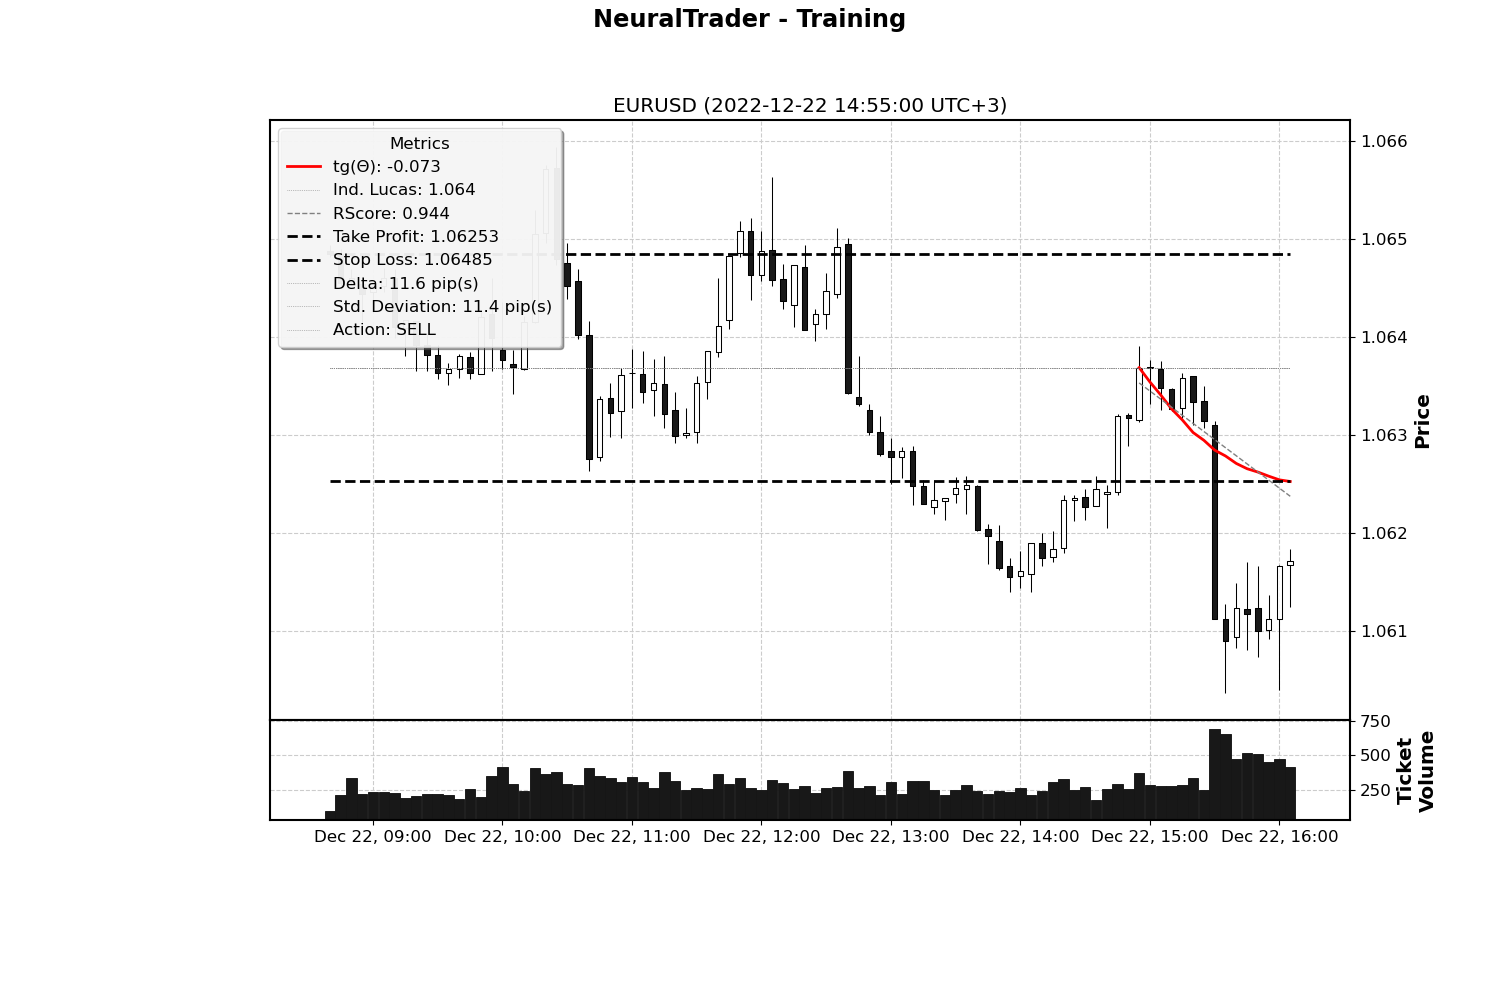 NeuralTrader - Training
EURUSD (2022-12-22 14:55:00 UTC+3)
Metrics
tg(Θ): -0.073
Ind. Lucas: 1.064
RScore: 0.944
Take Profit: 1.06253
Stop Loss: 1.06485
Delta: 11.6 pip(s)
Std. Deviation: 11.4 pip(s)
Action: SELL
1.066
1.065
1.064
1.063
1.062
1.061
Price
750
500
250
Ticket
Volume
Dec 22, 09:00
Dec 22, 10:00
Dec 22, 11:00
Dec 22, 12:00
Dec 22, 13:00
Dec 22, 14:00
Dec 22, 15:00
Dec 22, 16:00